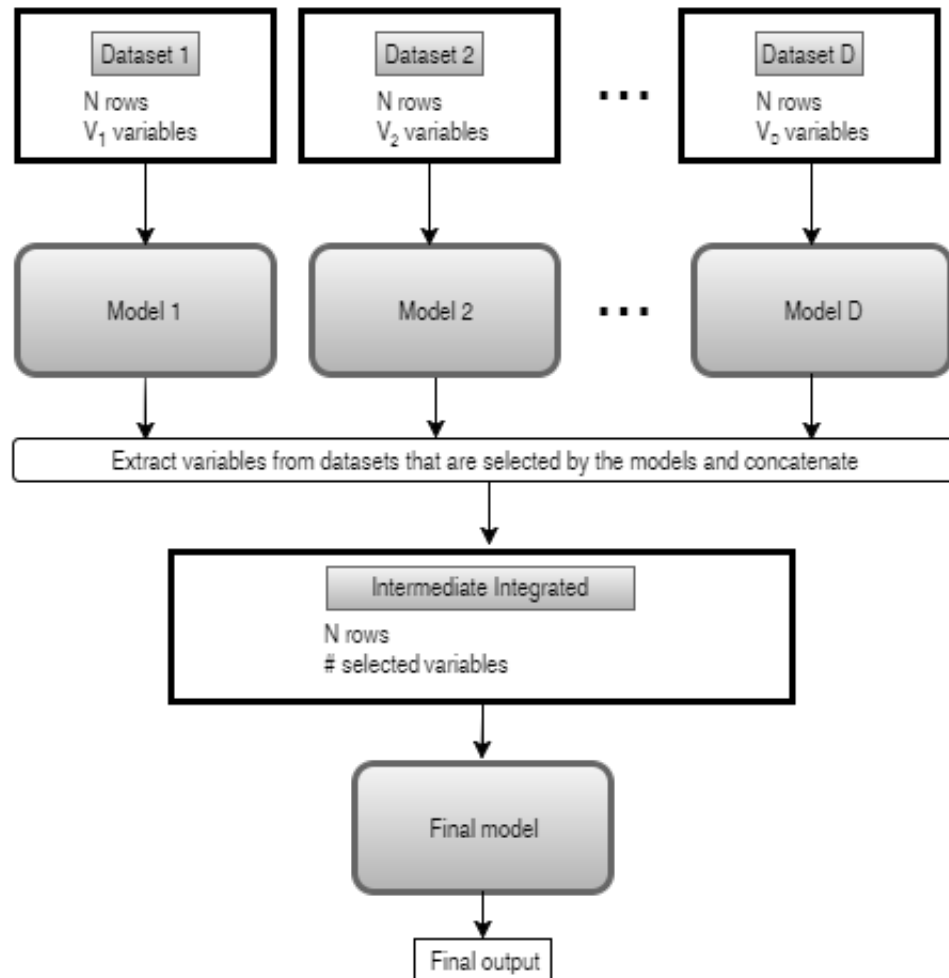 Dataset 1
N rows
V1 variables
Dataset 2
N rows
V2 variables
...
Dataset D
N rows
VD variables
Model 1
Model 2
...
Model D
Extract variables from datasets that are selected by the models and concatenate
Intermediate Integrated
N rows
# selected variables
Final model
Final output